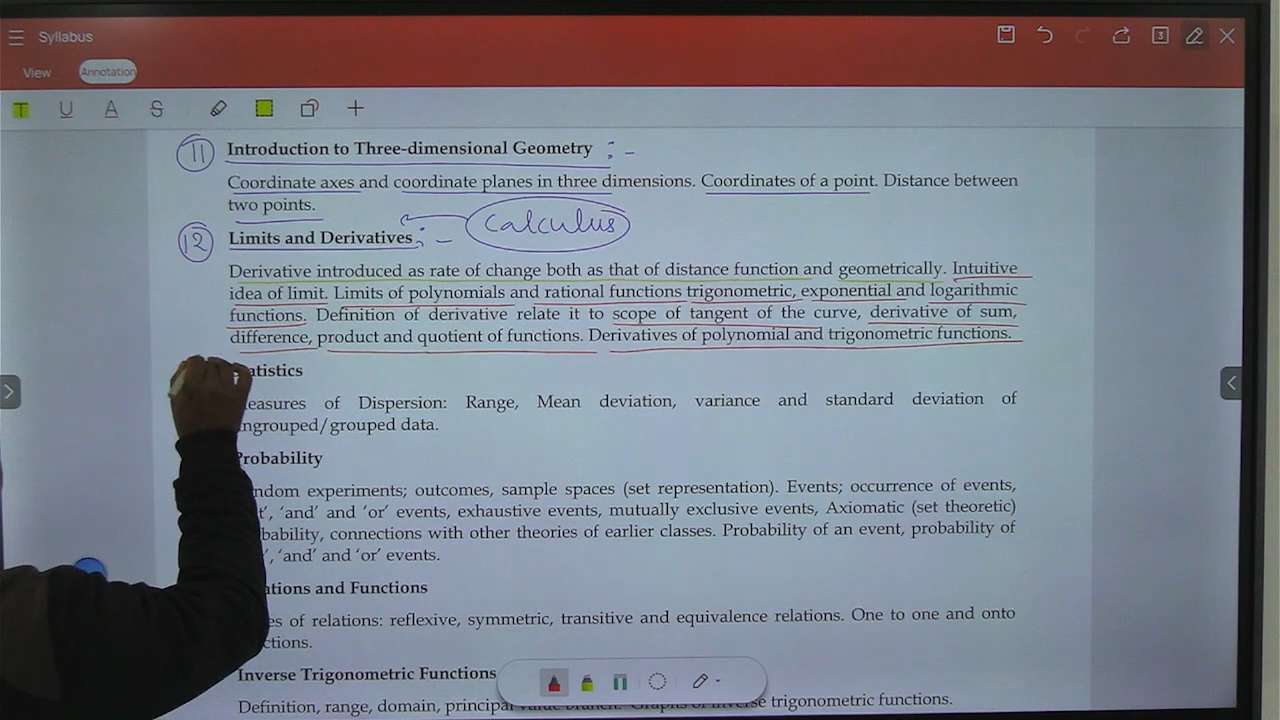 Syllabus
3
View
Annotation
T U A S
11 Introduction to Three-dimensional Geometry : -
Coordinate axes and coordinate planes in three dimensions. Coordinates of a point. Distance between
two points.
calculus
12 Limits and Derivatives : -
Derivative introduced as rate of change both as that of distance function and geometrically. Intuitive
idea of limit. Limits of polynomials and rational functions trigonometric, exponential and logarithmic
functions. Definition of derivative relate it to scope of tangent of the curve, derivative of sum,
difference, product and quotient of functions. Derivatives of polynomial and trigonometric functions.
atistics
easures of Dispersion: Range, Mean deviation, variance and standard deviation of
ngrouped/grouped data.
Probability
ndom experiments; outcomes, sample spaces (set representation). Events; occurrence of events,
', 'and' and 'or' events, exhaustive events, mutually exclusive events, Axiomatic (set theoretic)
bability, connections with other theories of earlier classes. Probability of an event, probability of
', 'and' and 'or' events.
ations and Functions
es of relations: reflexive, symmetric, transitive and equivalence relations. One to one and onto
ctions.
Inverse Trigonometric Functions
Definition, range, domain, principal value branch. Graphs of inverse trigonometric functions.